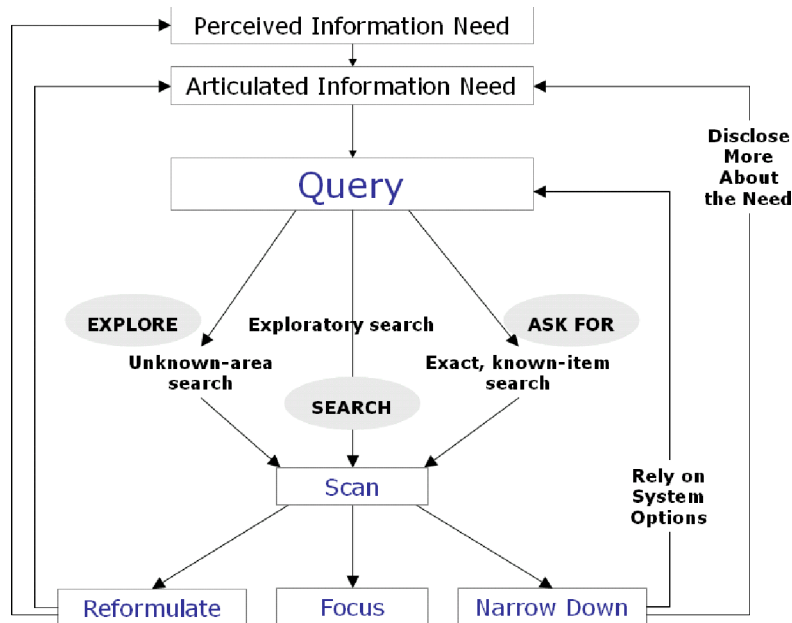 Perceived Information Need
Articulated Information Need
Disclose
More
About
the Need
Query
EXPLORE
Exploratory search
ASK FOR
Unknown-area
search
Exact, known-item
search
SEARCH
Scan
Rely on
System
Options
Reformulate
Focus
Narrow Down